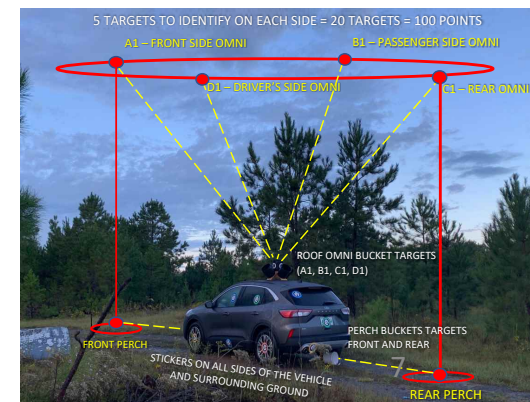 5 TARGETS TO IDENTIFY ON EACH SIDE = 20 TARGETS = 100 POINTS
A1 – FRONT SIDE OMNI
B1 – PASSENGER SIDE OMNI
D1 – DRIVER'S SIDE OMNI
C1 – REAR OMNI
ROOF OMNI BUCKET TARGETS
(A1, B1, C1, D1)
PERCH BUCKETS TARGETS
FRONT AND REAR
FRONT PERCH
STICKERS ON ALL SIDES OF THE VEHICLE
AND SURROUNDING GROUND
7
REAR PERCH